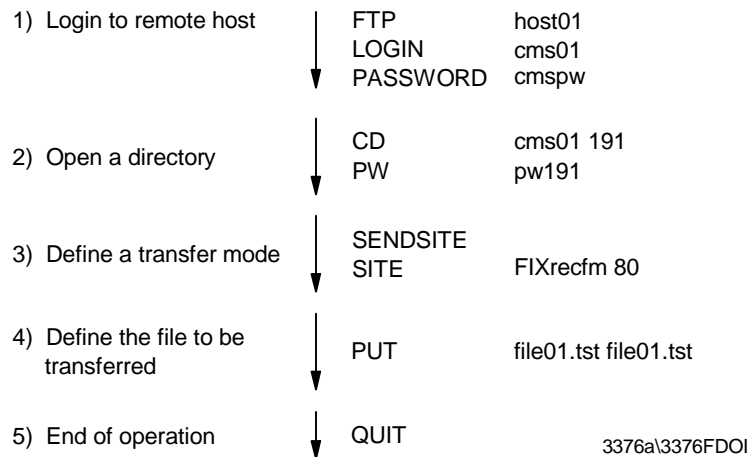 1) Login to remote host FTP host01
LOGIN cms01
PASSWORD cmspw
2) Open a directory CD cms01 191
PW pw191
3) Define a transfer mode SENDSITE
SITE FIXrecfm 80
4) Define the file to be
transferred PUT file01.tst file01.tst
5) End of operation QUIT
3376a\3376FDOI